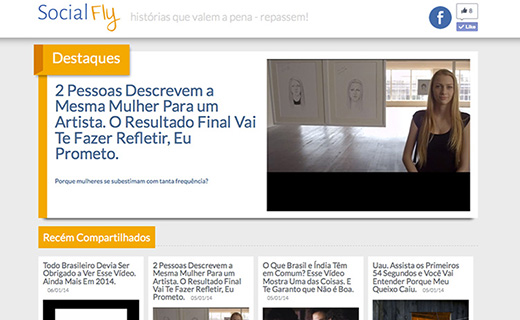 Social Fly
histórias que valem a pena - repassem!
8
Like
Destaques
2 Pessoas Descrevem a
Mesma Mulher Para um
Artista. O Resultado Final Vai
Te Fazer Refletir, Eu
Prometo.
Porque mulheres se subestimam com tanta frequência?
Recém Compartilhados
Todo Brasileiro Devia Ser
Obrigado a Ver Esse Vídeo.
Ainda Mais Em 2014.
06/01/14
2 Pessoas Descrevem a
Mesma Mulher Para um
Artista. O Resultado Final
Vai Te Fazer Refletir, Eu
Prometo. 05/01/14
O Que Brasil e Índia Têm
em Comum? Esse Vídeo
Mostra Uma das Coisas. E
Te Garanto que Não é Boa.
05/01/14
Uau. Assista os Primeiros
54 Segundos e Você Vai
Entender Porque Meu
Queixo Caiu. 05/01/14